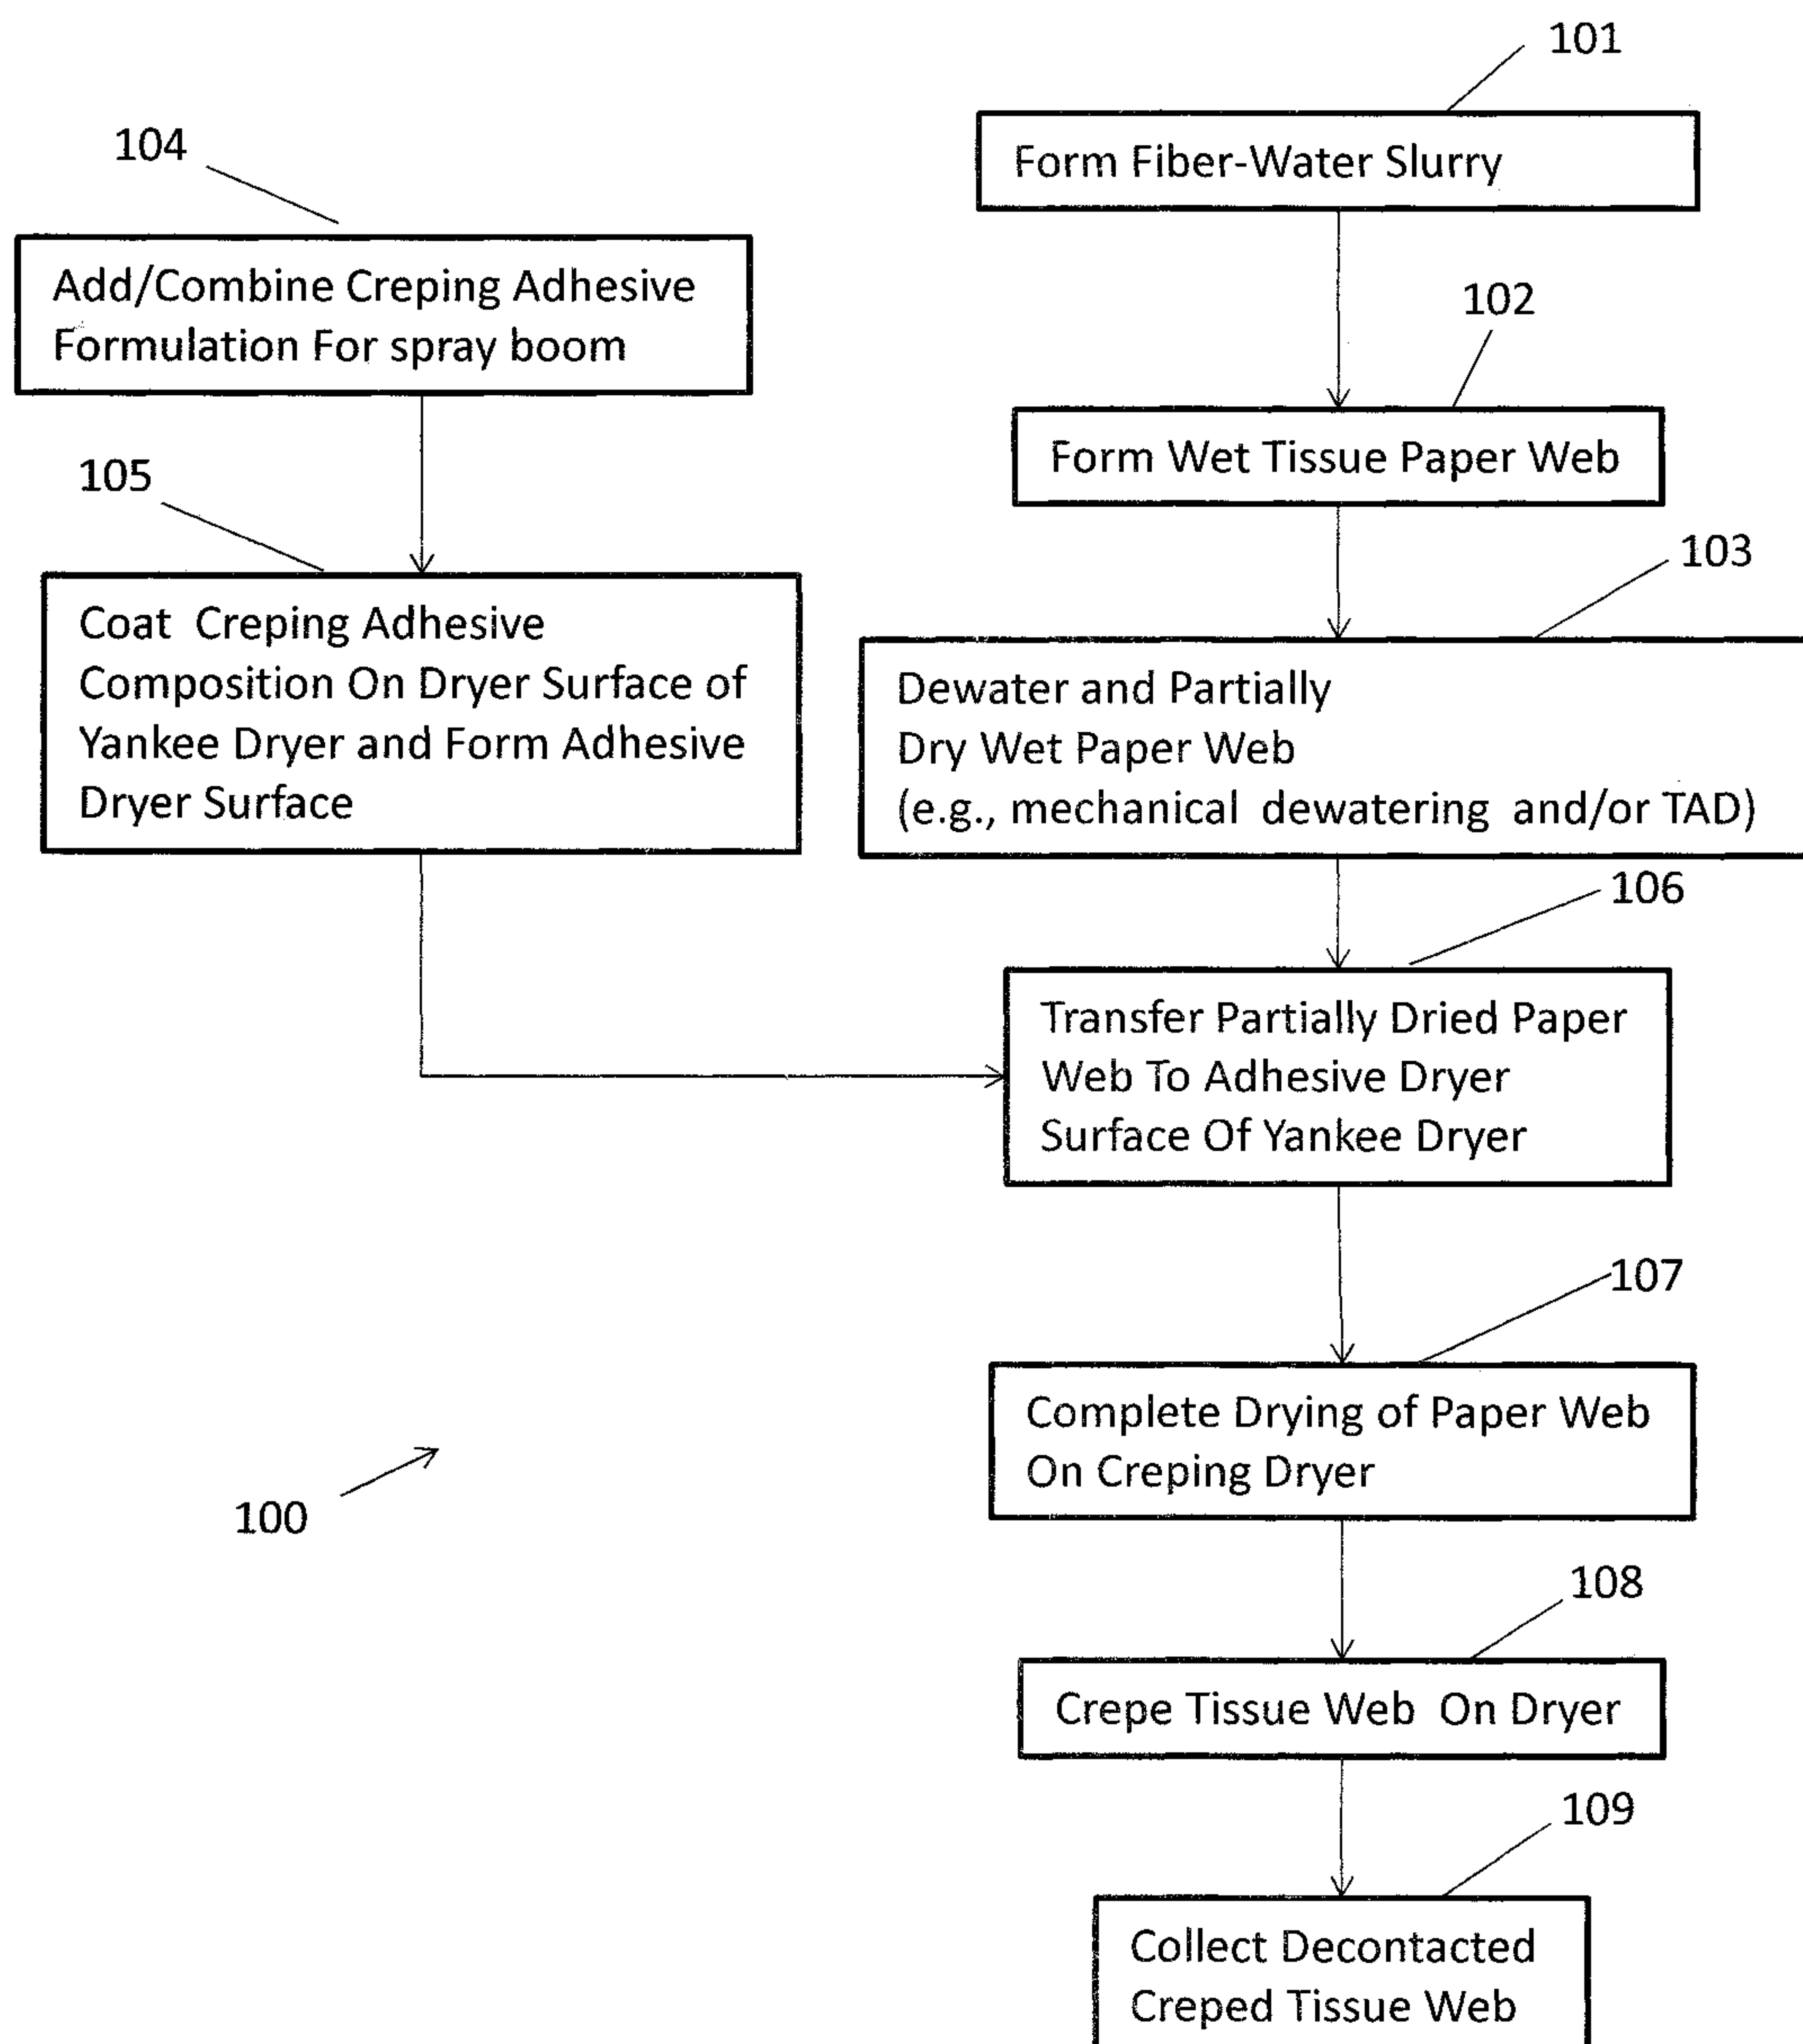 101
Form Fiber-Water Slurry
104
Add/Combine Creping Adhesive
Formulation For spray boom
102
Form Wet Tissue Paper Web
105
Coat Creping Adhesive
Composition On Dryer Surface of
Yankee Dryer and Form Adhesive
Dryer Surface
103
Dewater and Partially
Dry Wet Paper Web
(e.g., mechanical dewatering and/or TAD)
106
Transfer Partially Dried Paper
Web To Adhesive Dryer
Surface Of Yankee Dryer
107
Complete Drying of Paper Web
On Creping Dryer
100
108
Crepe Tissue Web On Dryer
109
Collect Decontacted
Creped Tissue Web